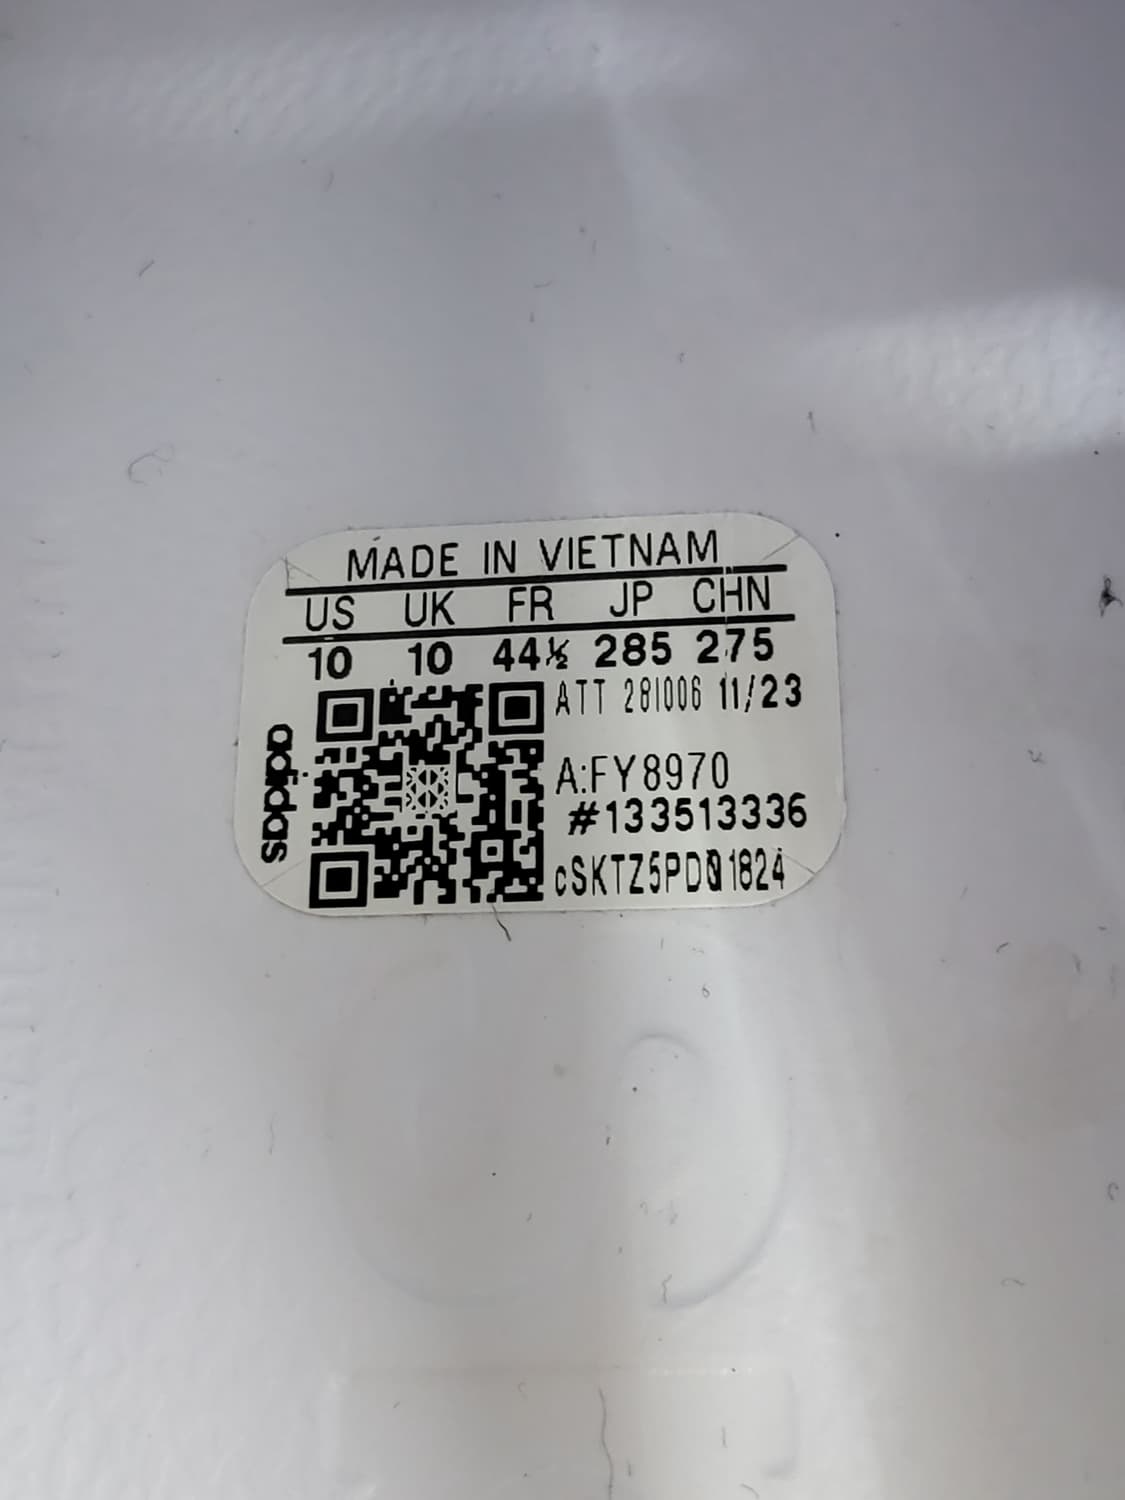 MADE IN VIETNAM
US UK FR JP CHN
10 10 44½ 285 275
ATT 281006 11/23
A:FY8970
#133513336
cSKTZ5PD01824
adidas